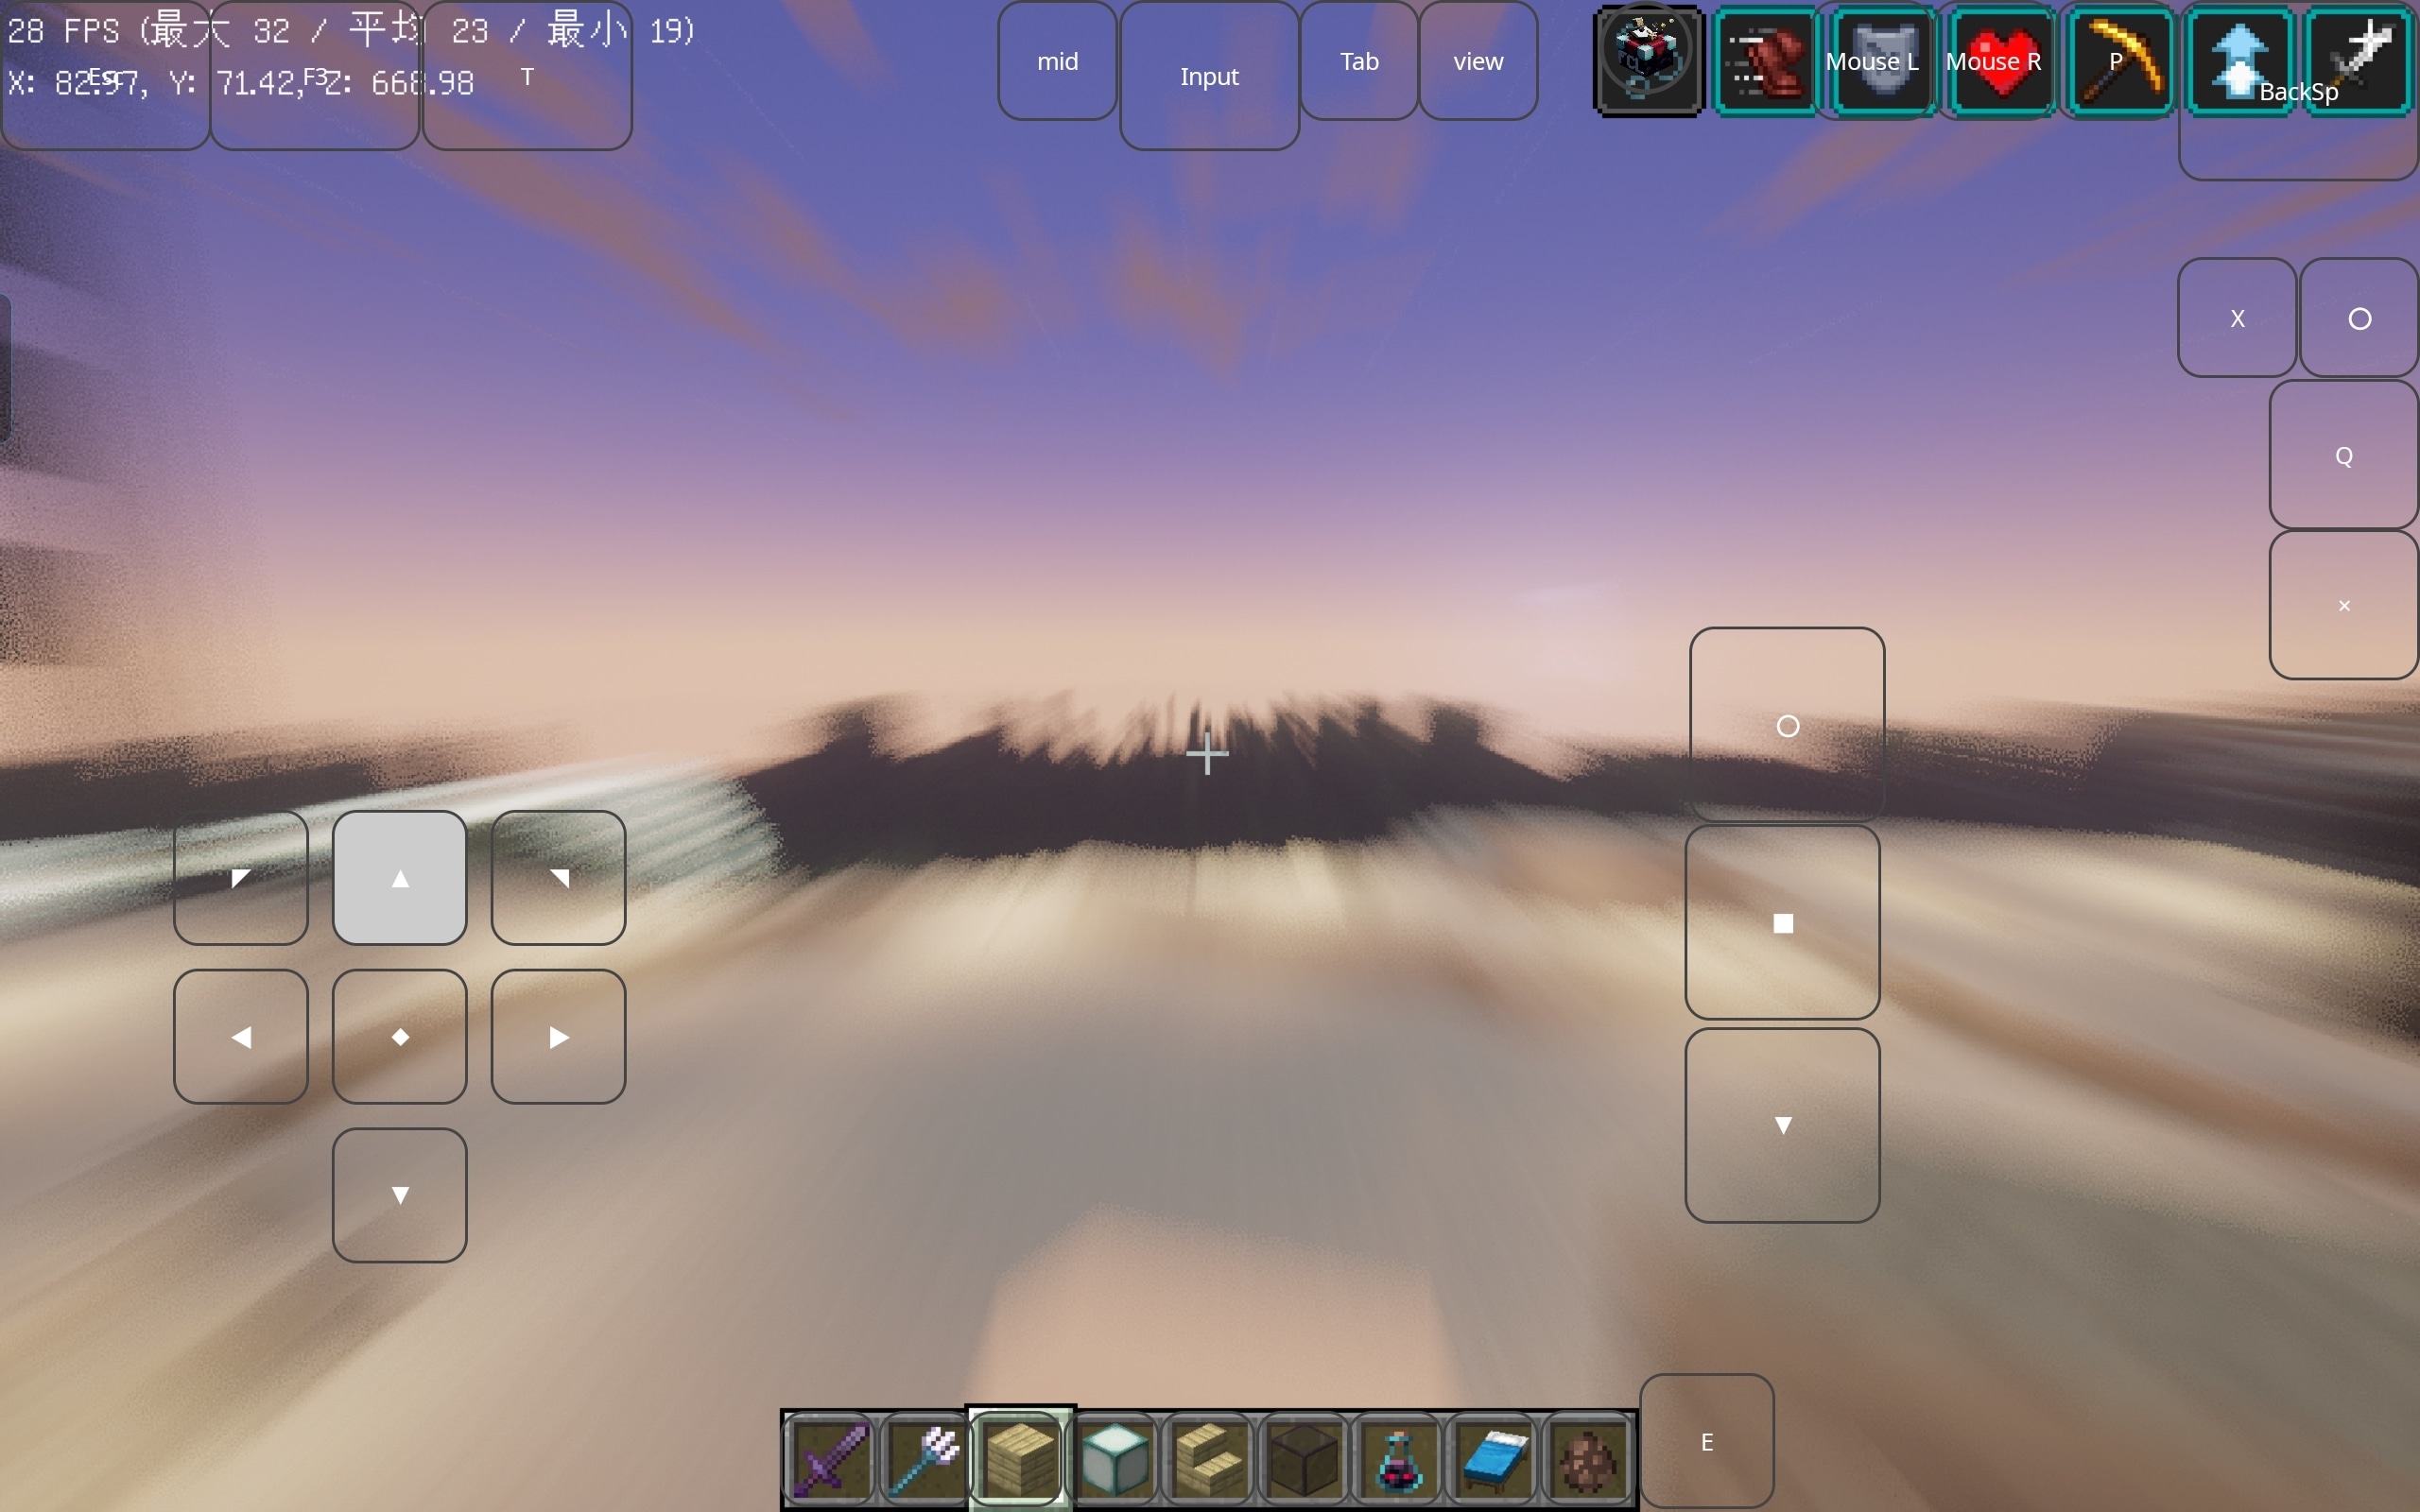 28 FPS (最大 32 / 平均 23 / 最小 19)
X: 82.97, Y: 71.42, Z: 668.98
Esc
F3
T
mid
Input
Tab
view
FCL
Mouse L
Mouse R
P
BackSp
X
Q
×
E